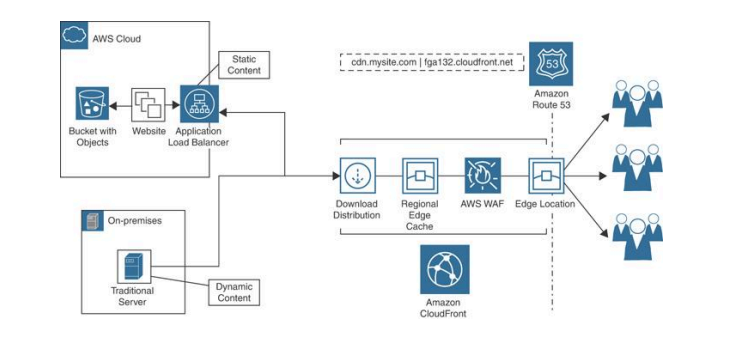 AWS Cloud
Static
Content
Bucket with
Objects
Website
Application
Load Balancer
cdn.mysite.com | fga132.cloudfront.net
53
Amazon
Route 53
Download
Distribution
Regional
Edge
Cache
AWS WAF
Edge Location
On-premises
Traditional
Server
Dynamic
Content
Amazon
CloudFront